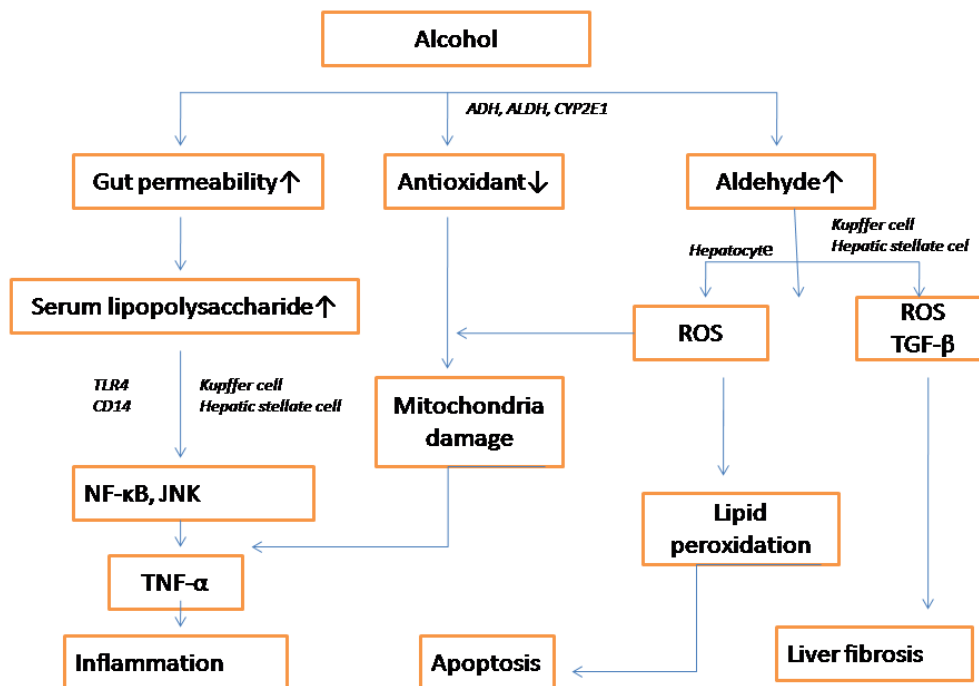 Alcohol
ADH, ALDH, CYP2E1
Gut permeability↑
Antioxidant↓
Aldehyde↑
Kupffer cell
Hepatic stellate cel
Hepatocyte
Serum lipopolysaccharide↑
ROS
ROS
TGF-β
TLR4
CD14
Kupffer cell
Hepatic stellate cell
Mitochondria
damage
NF-κB, JNK
Lipid
peroxidation
TNF-α
Inflammation
Apoptosis
Liver fibrosis